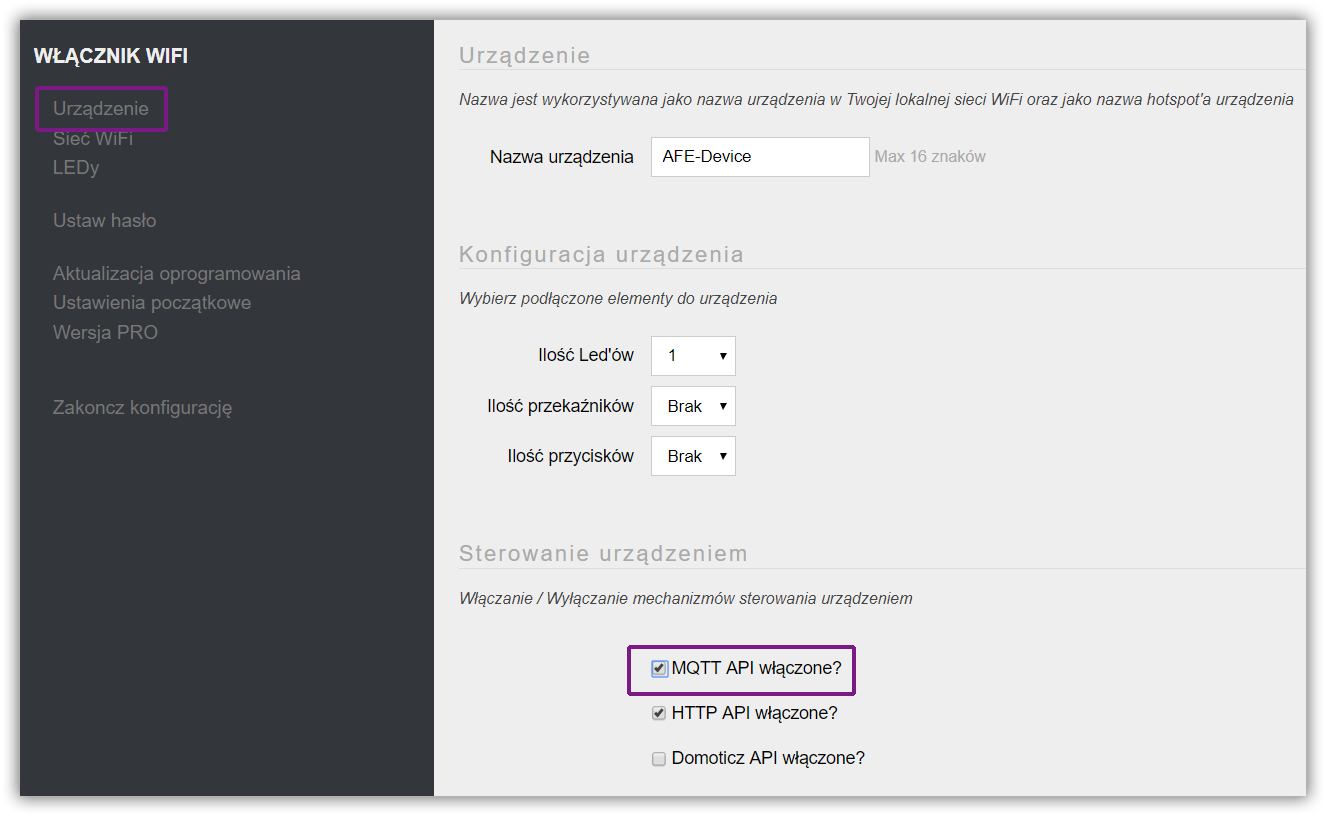 WŁĄCZNIK WIFI
Urządzenie
Sieć WiFi
LEDy
Ustaw hasło
Aktualizacja oprogramowania
Ustawienia początkowe
Wersja PRO
Zakoncz konfigurację
Urządzenie
Nazwa jest wykorzystywana jako nazwa urządzenia w Twojej lokalnej sieci WiFi oraz jako nazwa hotspot'a urządzenia
Nazwa urządzenia AFE-Device Max 16 znaków
Konfiguracja urządzenia
Wybierz podłączone elementy do urządzenia
Ilość Led'ów 1
Ilość przekaźników Brak
Ilość przycisków Brak
Sterowanie urządzeniem
Włączanie / Wyłączanie mechanizmów sterowania urządzeniem
MQTT API włączone?
HTTP API włączone?
Domoticz API włączone?